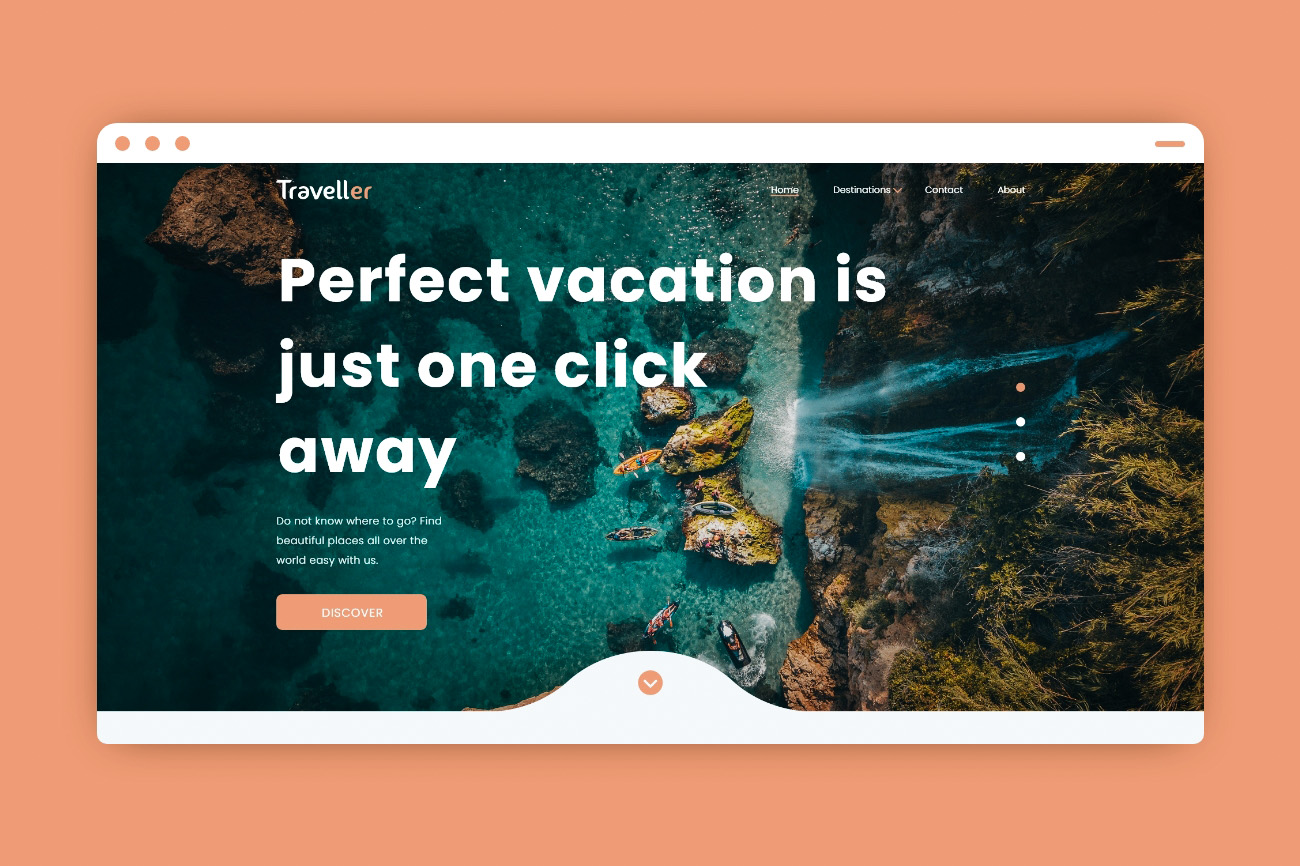 Traveller
Home Destinations Contact About
Perfect vacation is
just one click
away
Do not know where to go? Find
beautiful places all over the
world easy with us.
DISCOVER